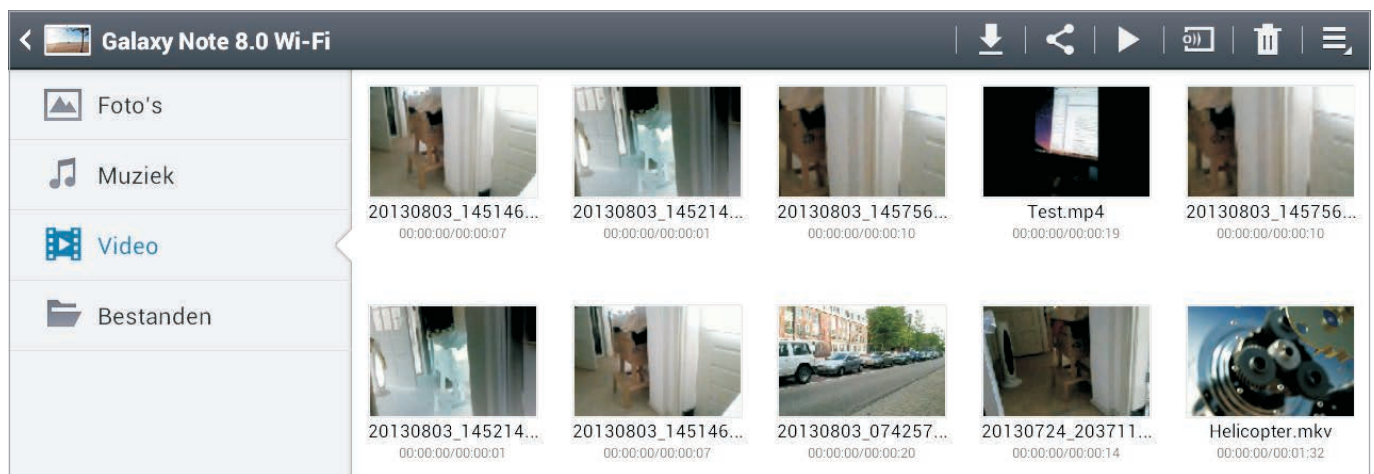 Galaxy Note 8.0 Wi-Fi
Foto's
Muziek
Video
Bestanden
20130803_145146... 20130803_145214... 20130803_145756... Test.mp4 20130803_145756...
00:00:00/00:00:07 00:00:00/00:00:01 00:00:00/00:00:10 00:00:00/00:00:19 00:00:00/00:00:10
20130803_145214... 20130803_145146... 20130803_074257... 20130724_203711... Helicopter.mkv
00:00:00/00:00:01 00:00:00/00:00:07 00:00:00/00:00:20 00:00:00/00:00:14 00:00:00/00:01:32